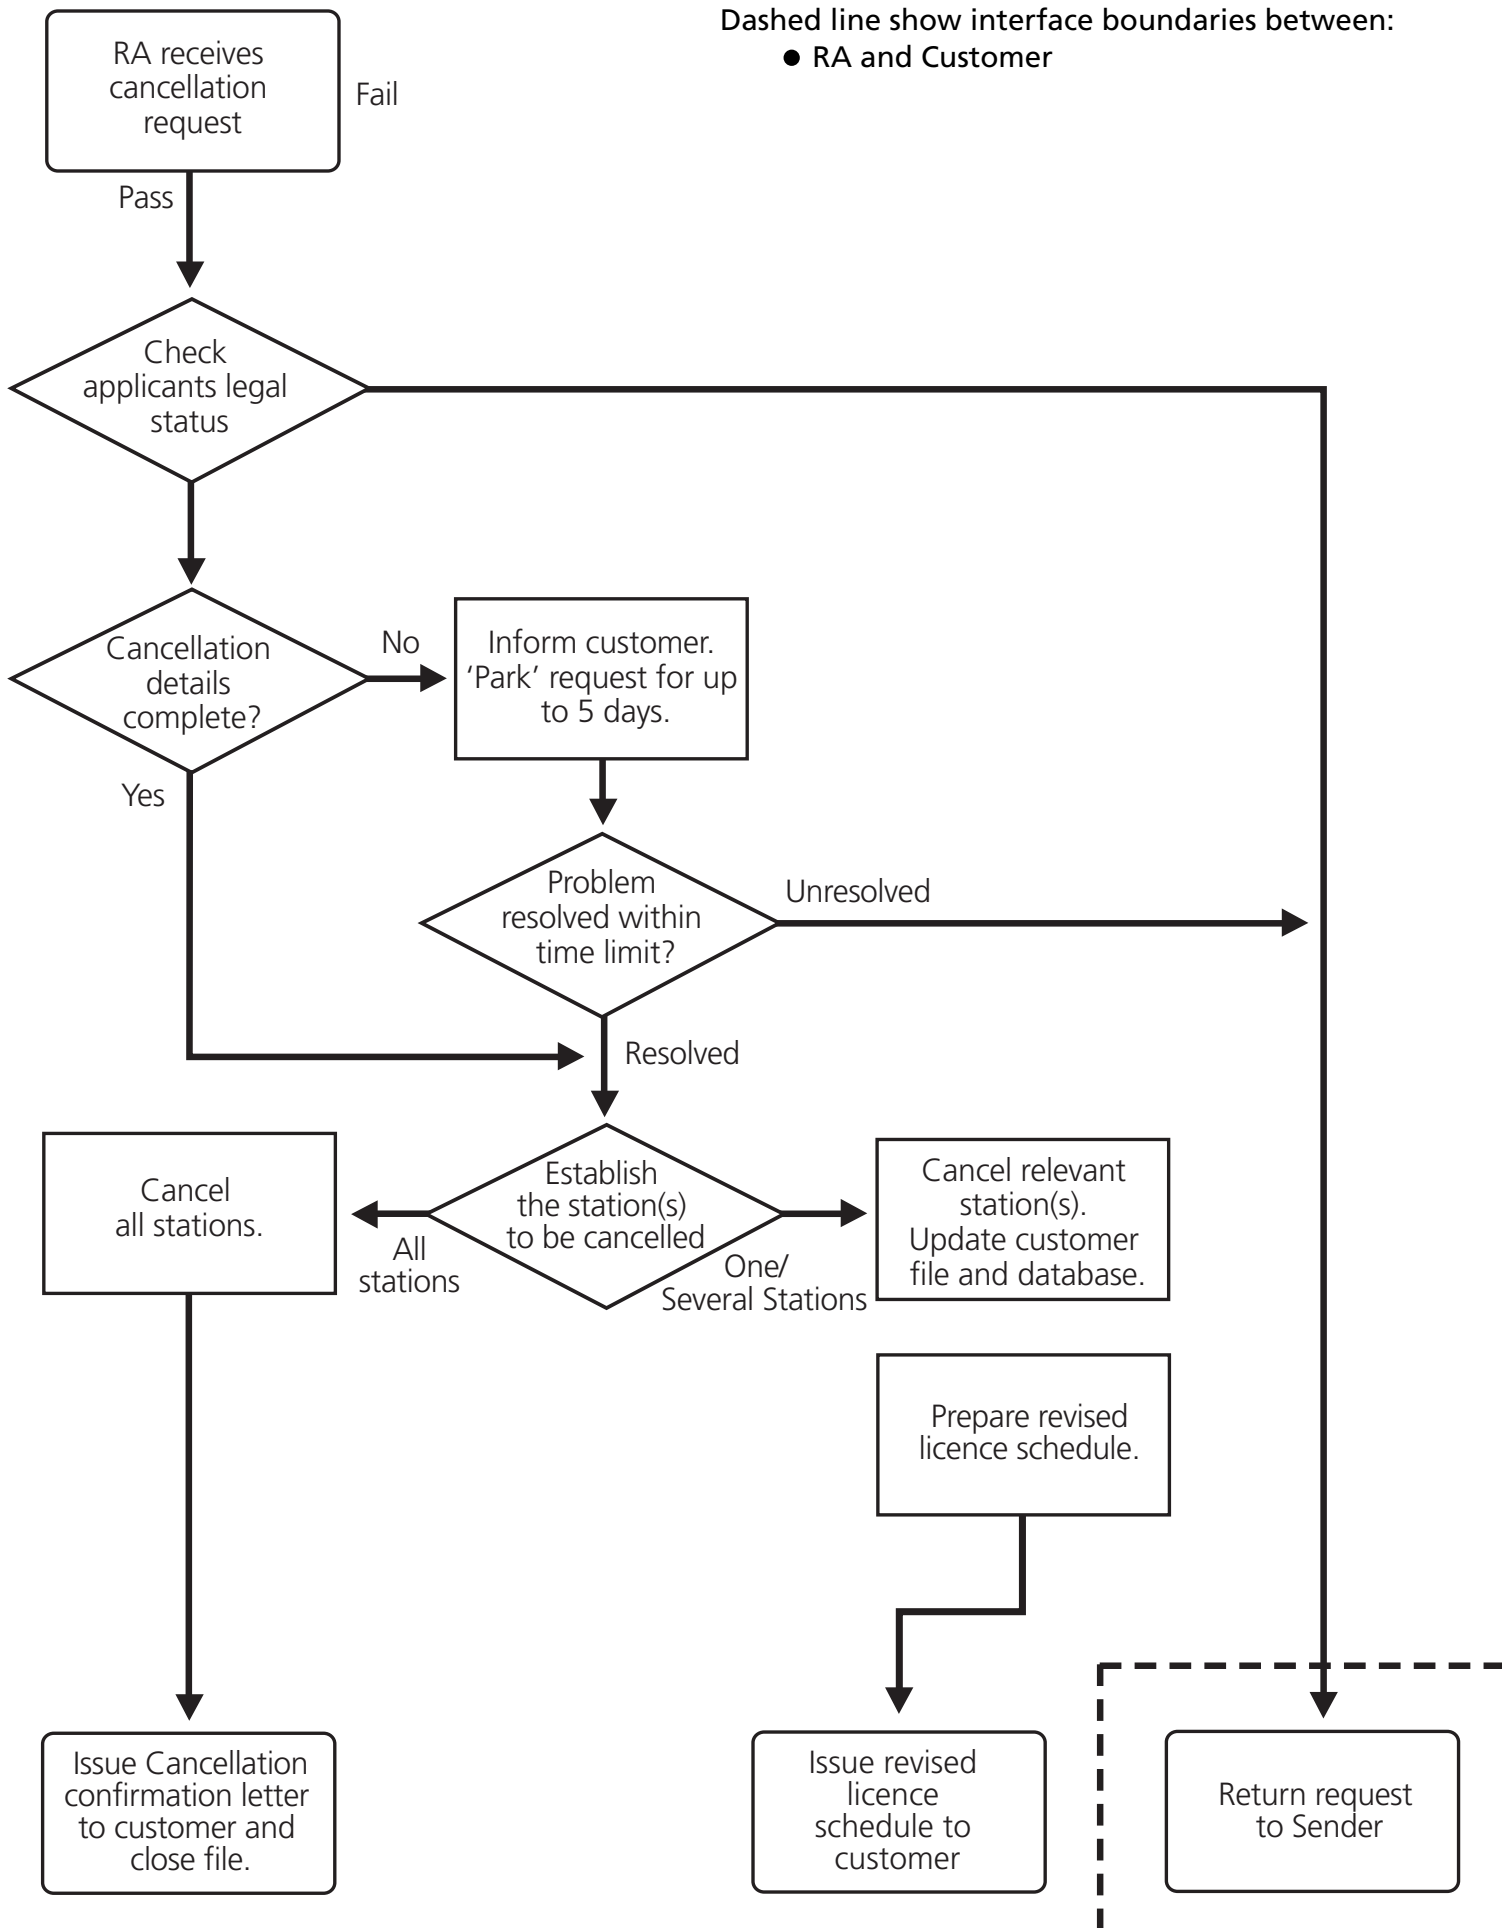 Dashed line show interface boundaries between:
● RA and Customer
RA receives
cancellation
request
Fail
Pass
Check
applicants legal
status
Cancellation
details
complete?
No
Inform customer.
‘Park’ request for up
to 5 days.
Yes
Problem
resolved within
time limit?
Unresolved
Resolved
Cancel
all stations.
Establish
the station(s)
to be cancelled
All
stations
One/
Several Stations
Cancel relevant
station(s).
Update customer
file and database.
Prepare revised
licence schedule.
Issue Cancellation
confirmation letter
to customer and
close file.
Issue revised
licence
schedule to
customer
Return request
to Sender